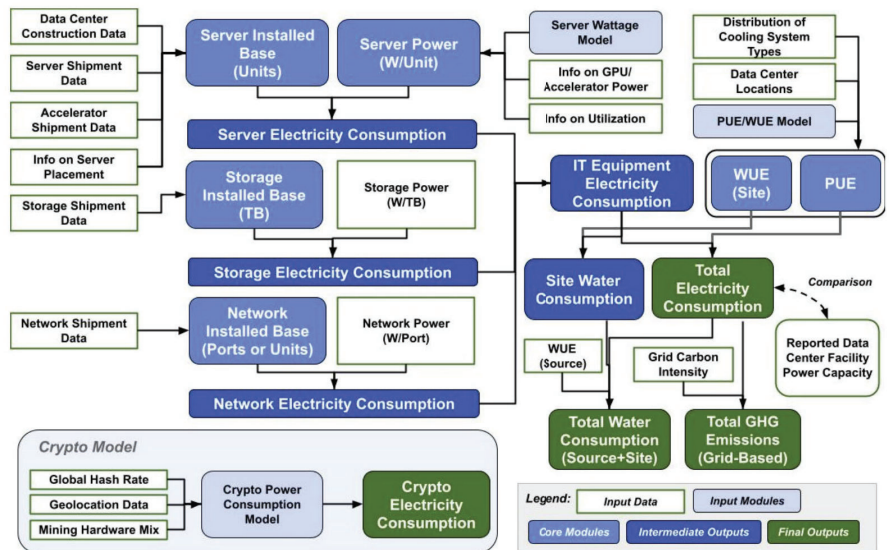 Data Center
Construction Data
Server Shipment
Data
Accelerator
Shipment Data
Info on Server
Placement
Storage Shipment
Data
Network Shipment
Data
Server Installed
Base
(Units)
Server Power
(W/Unit)
Server Electricity Consumption
Storage
Installed Base
(TB)
Storage Power
(W/TB)
Storage Electricity Consumption
Network
Installed Base
(Ports or Units)
Network Power
(W/Port)
Network Electricity Consumption
Server Wattage
Model
Info on GPU/
Accelerator Power
Info on Utilization
Distribution of
Cooling System
Types
Data Center
Locations
PUE/WUE Model
WUE
(Site)
PUE
IT Equipment
Electricity
Consumption
Site Water
Consumption
Total
Electricity
Consumption
Comparison
Reported Data
Center Facility
Power Capacity
WUE
(Source)
Grid Carbon
Intensity
Total Water
Consumption
(Source+Site)
Total GHG
Emissions
(Grid-Based)
Crypto Model
Global Hash Rate
Geolocation Data
Mining Hardware Mix
Crypto Power
Consumption
Model
Crypto
Electricity
Consumption
Legend:
Input Data
Input Modules
Core Modules
Intermediate Outputs
Final Outputs